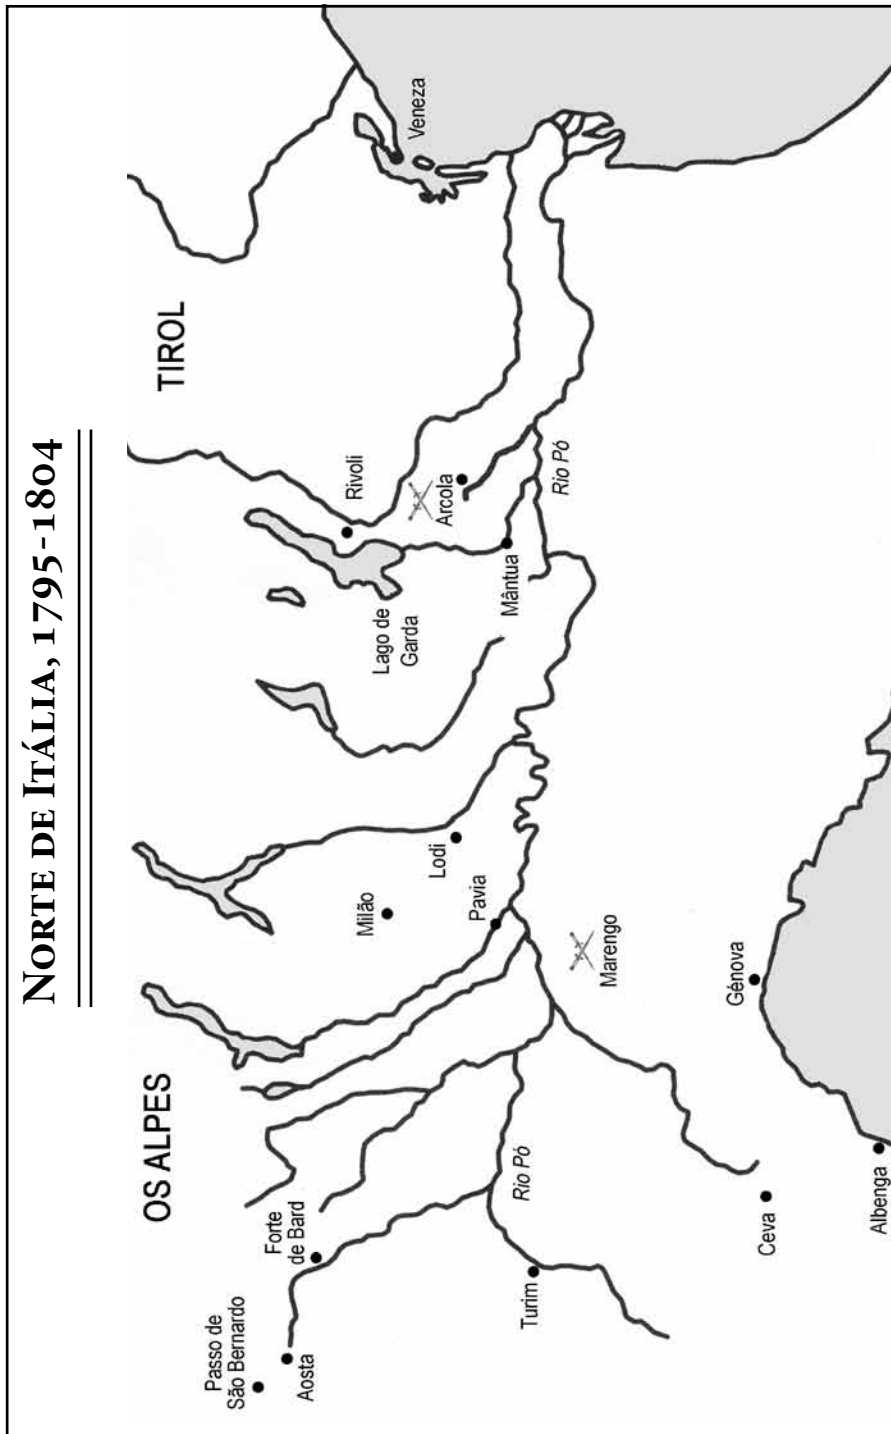 NORTE DE ITÁLIA, 1795-1804
OS ALPES
TIROL
Passo de
São Bernardo
Aosta
Forte
de Bard
Turim
Rio Pó
Milão
Lodi
Pavia
Marengo
Ceva
Albenga
Génova
Lago de
Garda
Rivoli
Arcola
Mântua
Rio Pó
Veneza